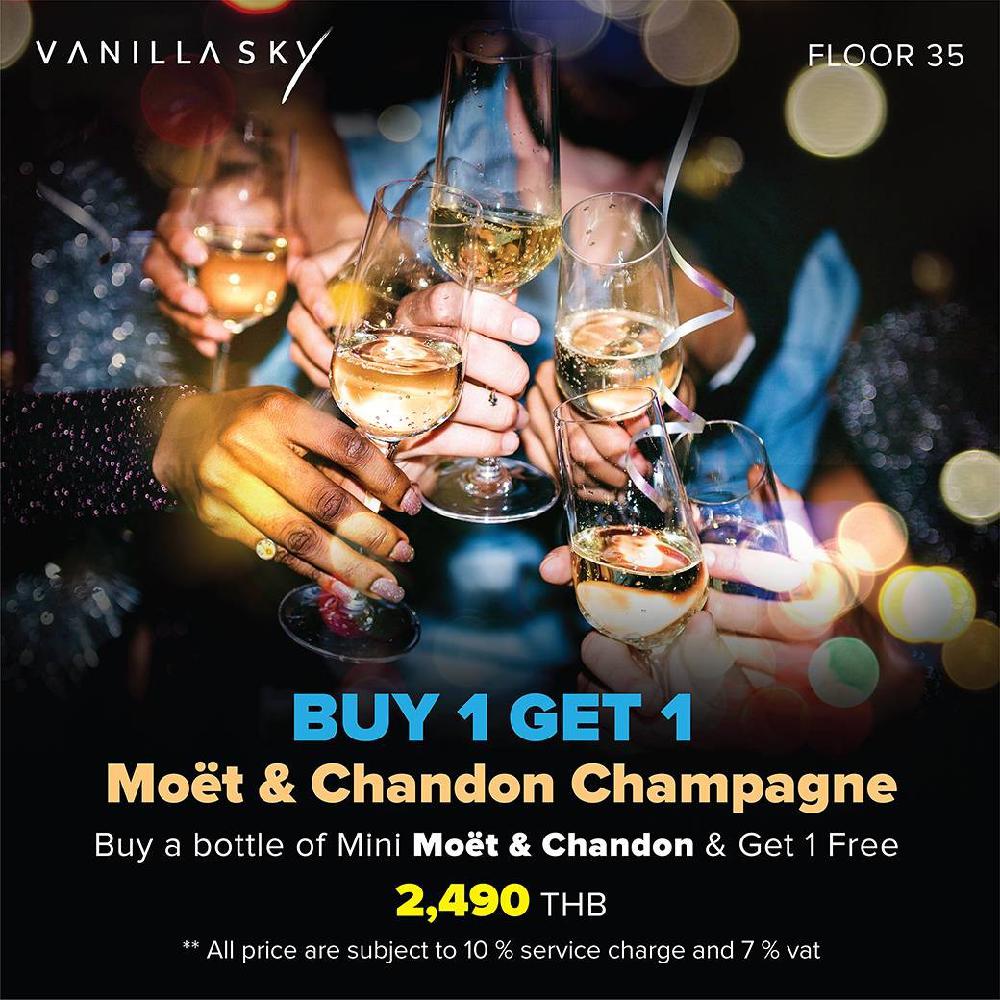 VANILLA SKY
FLOOR 35
BUY 1 GET 1
Moët & Chandon Champagne
Buy a bottle of Mini Moët & Chandon & Get 1 Free
2,490 THB
** All price are subject to 10 % service charge and 7 % vat